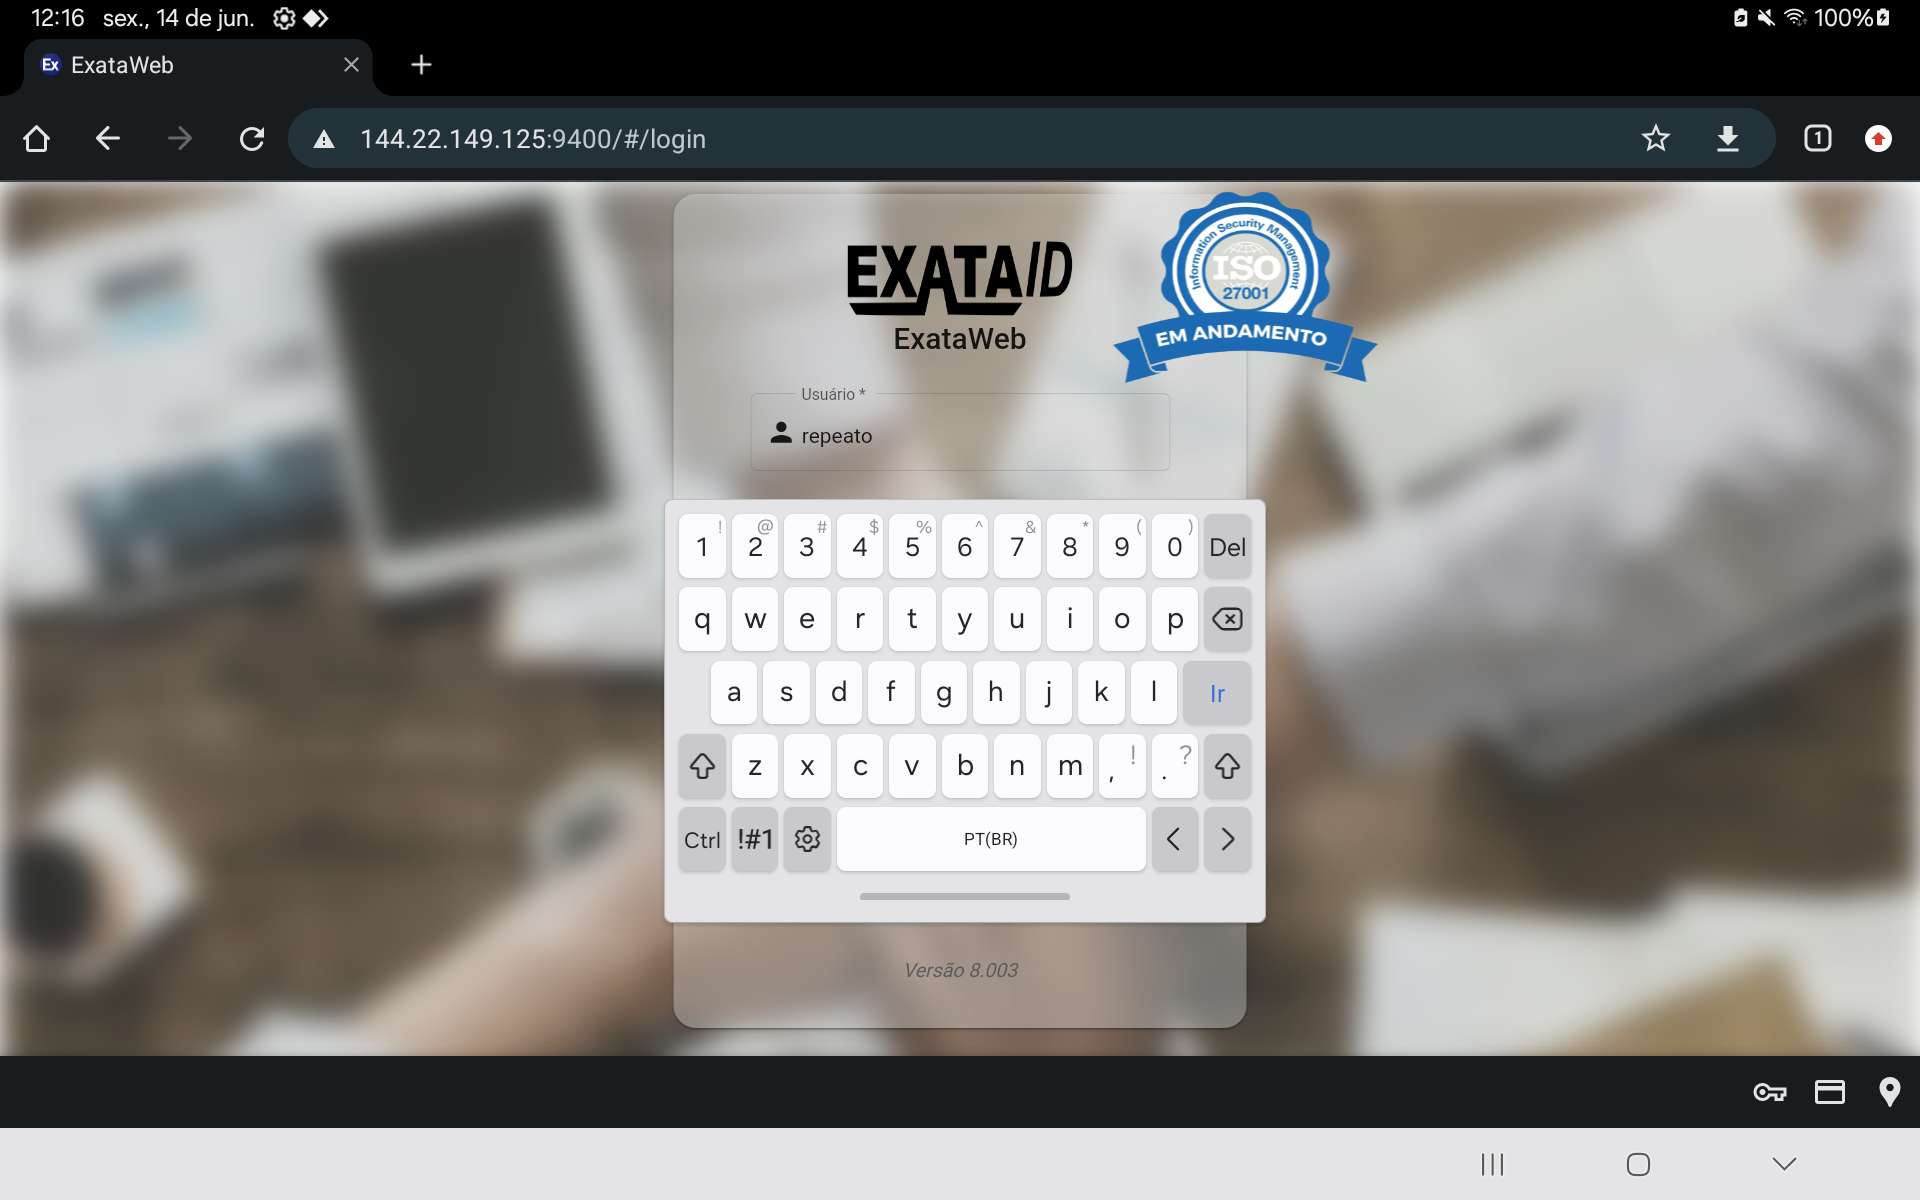 12:16 sex., 14 de jun. 100%
Ex ExataWeb
144.22.149.125:9400/#/login
1
EXATAID
ExataWeb
Information Security Management
ISO
27001
EM ANDAMENTO
Usuário *
repeato
! @ # $ % ^ & * ( )
1 2 3 4 5 6 7 8 9 0 Del
q w e r t y u i o p
a s d f g h j k l Ir
z x c v b n m , ! . ?
Ctrl !#1 PT(BR) < >
Versão 8.003